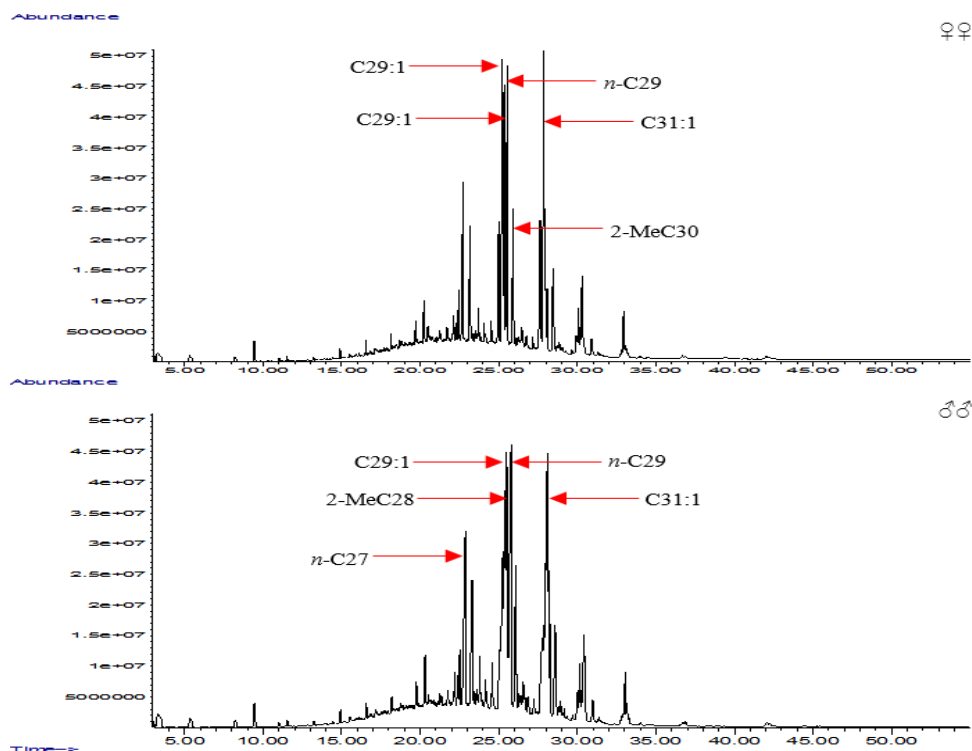 Abundance
♀♀
5e+07
4.5e+07
4e+07
3.5e+07
3e+07
2.5e+07
2e+07
1.5e+07
1e+07
5000000
C29:1
n-C29
C29:1
C31:1
2-MeC30
5.00 10.00 15.00 20.00 25.00 30.00 35.00 40.00 45.00 50.00
Abundance
♂♂
5e+07
4.5e+07
4e+07
3.5e+07
3e+07
2.5e+07
2e+07
1.5e+07
1e+07
5000000
C29:1
n-C29
2-MeC28
C31:1
n-C27
5.00 10.00 15.00 20.00 25.00 30.00 35.00 40.00 45.00 50.00
Time-->